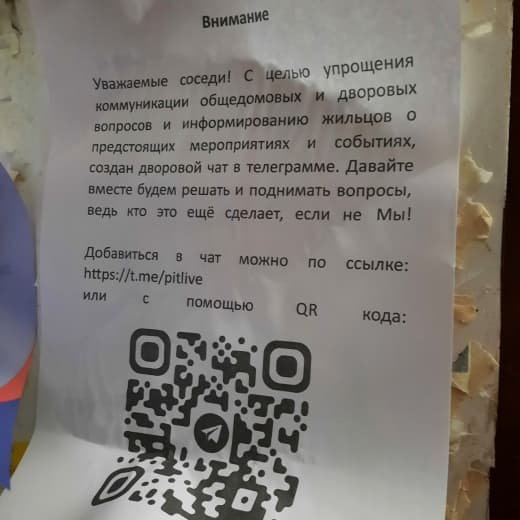 Внимание
Уважаемые соседи! С целью упрощения
коммуникации общедомовых и дворовых
вопросов и информированию жильцов о
предстоящих мероприятиях и событиях,
создан дворовой чат в телеграмме. Давайте
вместе будем решать и поднимать вопросы,
ведь кто это ещё сделает, если не Мы!
Добавиться в чат можно по ссылке:
https://t.me/pitlive
или с помощью QR кода: